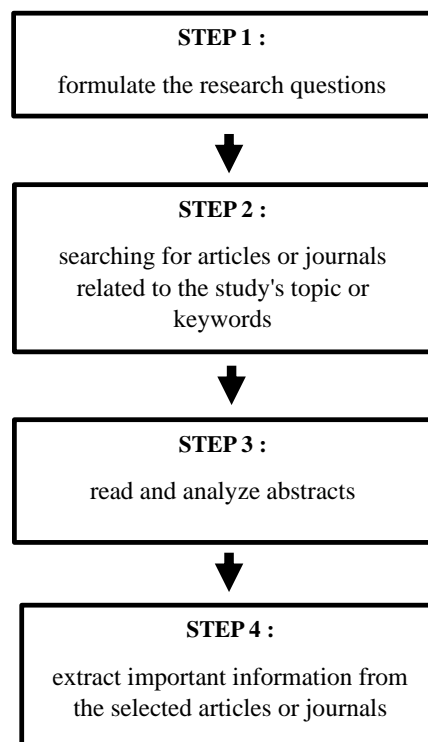 STEP 1 :
formulate the research questions
STEP 2 :
searching for articles or journals
related to the study's topic or
keywords
STEP 3 :
read and analyze abstracts
STEP 4 :
extract important information from
the selected articles or journals